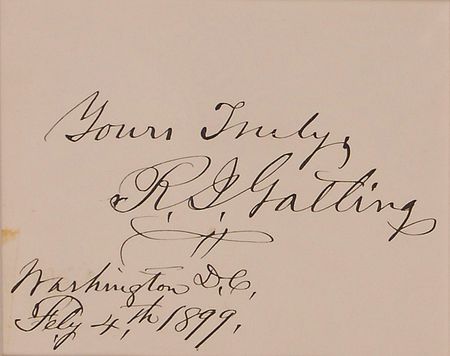 Yours Truly,
R. J. Gatling
Washington D.C.
Feby 4th 1899.